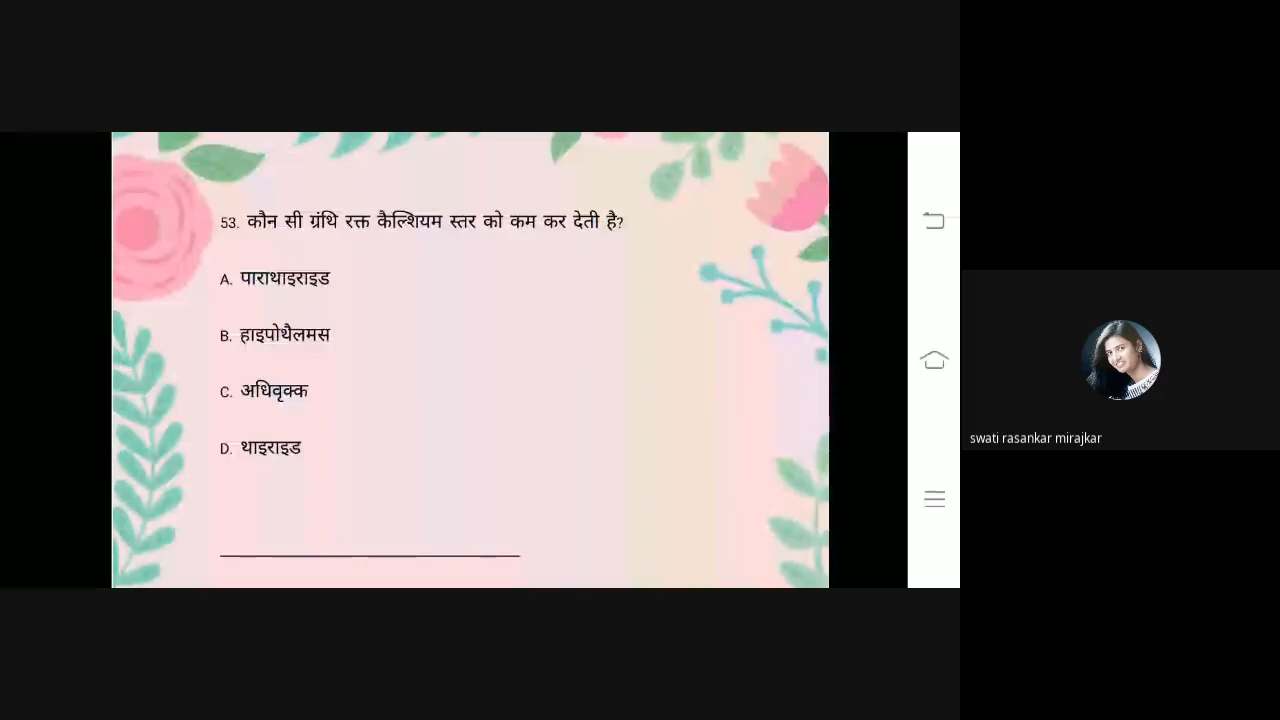 53. कौन सी ग्रंथि रक्त कैल्शियम स्तर को कम कर देती है?
A. पाराथाइराइड
B. हाइपोथैलमस
C. अधिवृक्क
D. थाइराइड
swati rasankar mirajkar